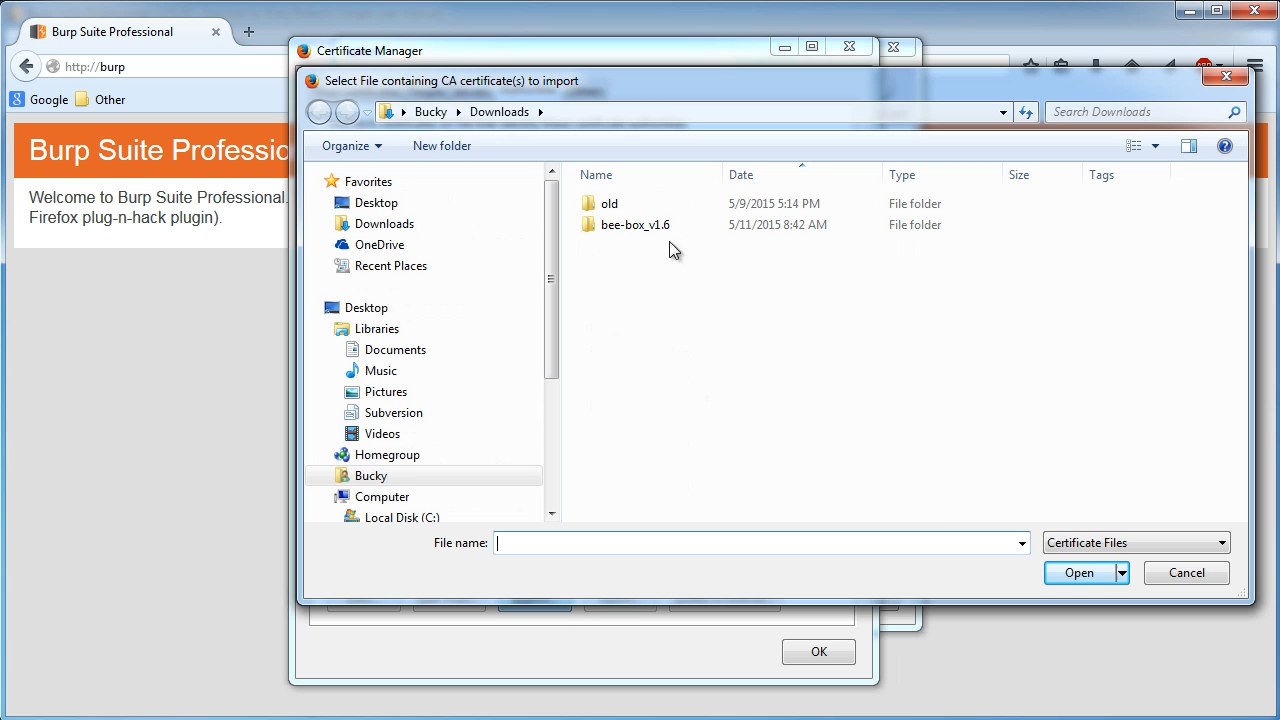 Burp Suite Professional
http://burp
Google
Other
Burp Suite Professio
Welcome to Burp Suite Professional.
Firefox plug-n-hack plugin).
Certificate Manager
Select File containing CA certificate(s) to import
Bucky
Downloads
Search Downloads
Organize
New folder
Favorites
Desktop
Downloads
OneDrive
Recent Places
Desktop
Libraries
Documents
Music
Pictures
Subversion
Videos
Homegroup
Bucky
Computer
Local Disk (C:)
Name Date Type Size Tags
old 5/9/2015 5:14 PM File folder
bee-box_v1.6 5/11/2015 8:42 AM File folder
File name:
Certificate Files
Open
Cancel
OK